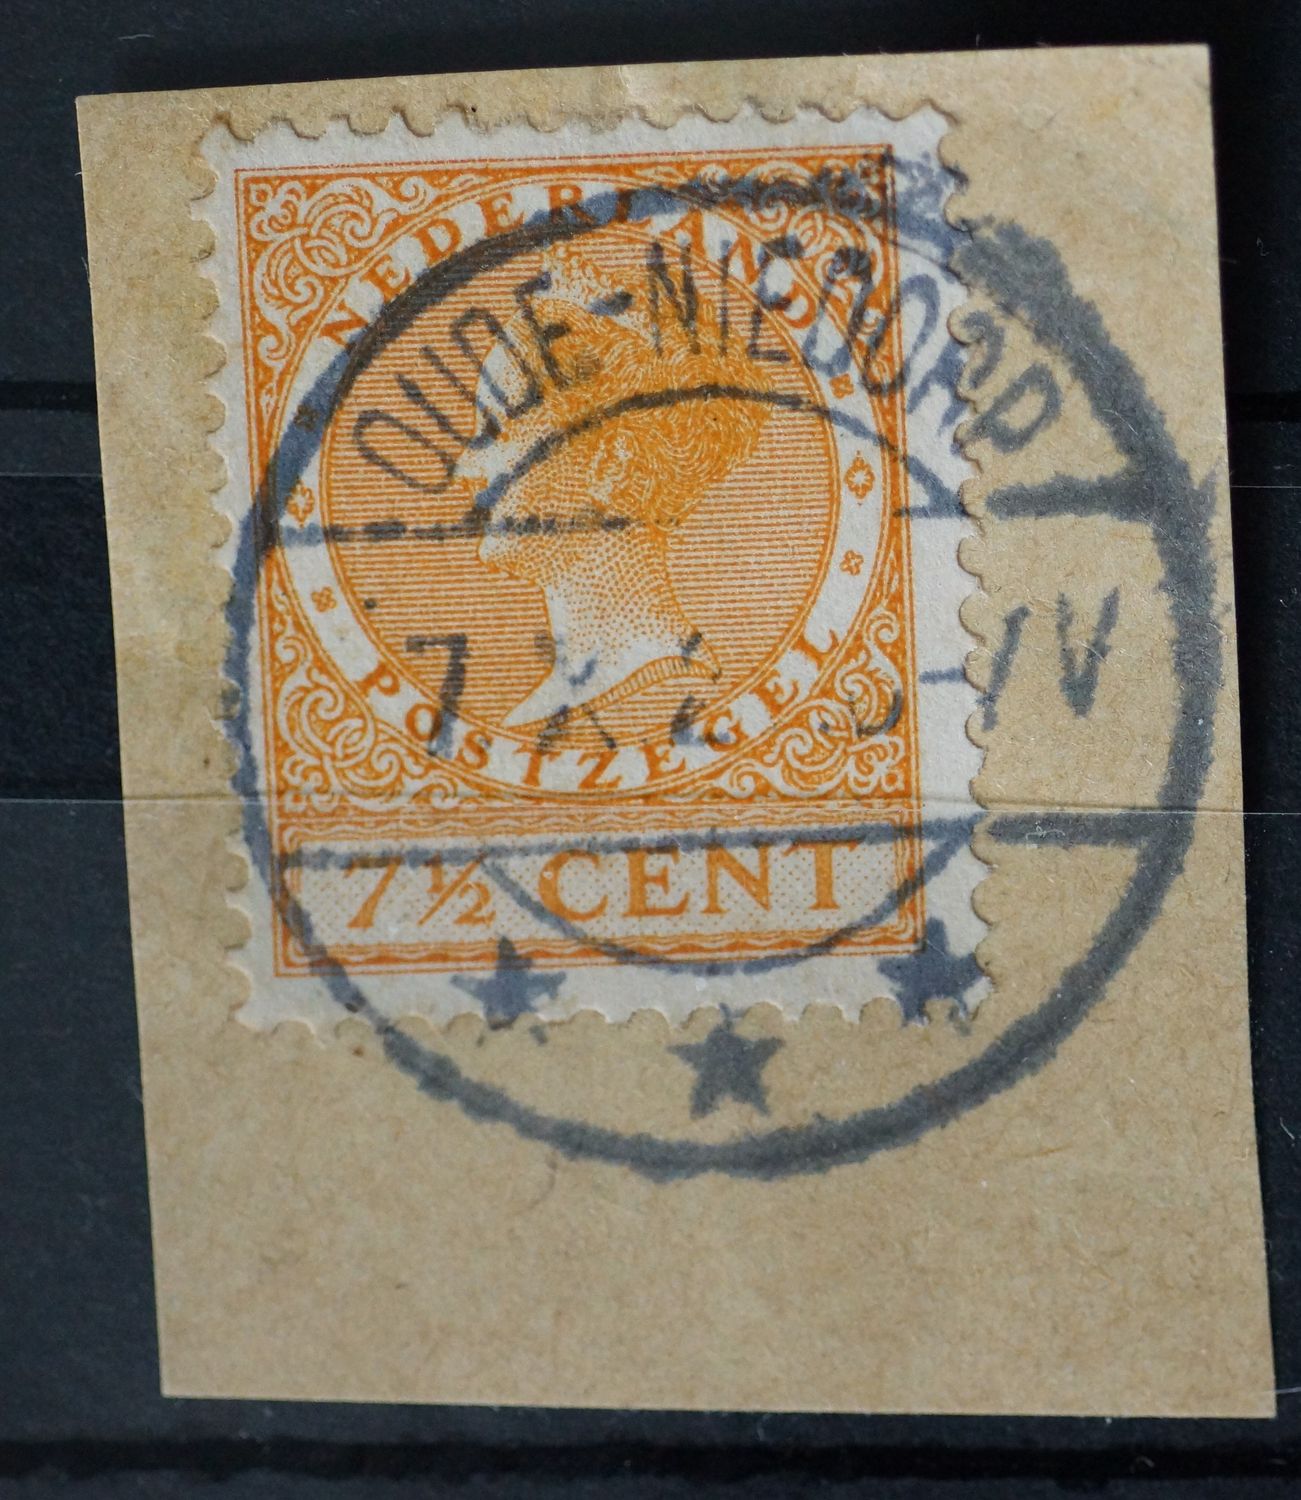 NEDERLAND
OUDE-NIEDORP
7 X
IV
POSTZEGEL
7½ CENT